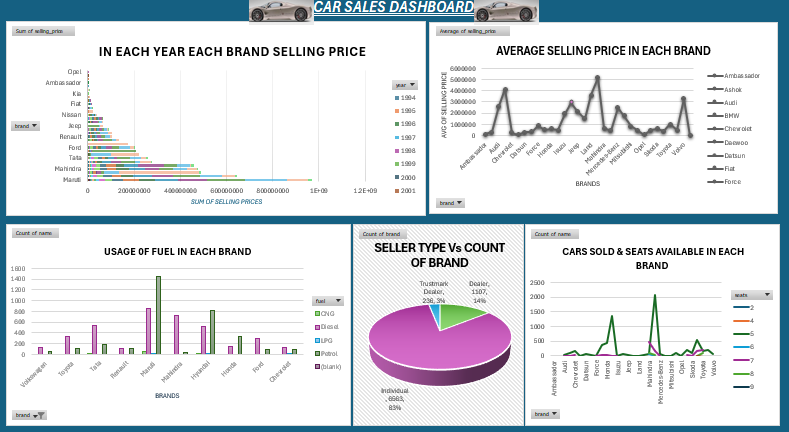 CAR SALES DASHBOARD
Sum of selling_price
IN EACH YEAR EACH BRAND SELLING PRICE
Opel
Ambassador
Kia
Fiat
Nissan
Jeep
Renault
Ford
Tata
Mahindra
Maruti
brand
0 200000000 400000000 600000000 800000000 1E+09 1.2E+09
SUM OF SELLING PRICES
year
1994
1995
1996
1997
1998
1999
2000
2001
Average of selling_price
AVERAGE SELLING PRICE IN EACH BRAND
AVG OF SELLING PRICE
6000000
5000000
4000000
3000000
2000000
1000000
0
Ambassador Audi Chevrolet Datsun Force Honda Isuzu Jeep Land Mahindra Mercedes-Benz Mitsubishi Opel Skoda Toyota Volvo
BRANDS
Ambassador
Ashok
Audi
BMW
Chevrolet
Daewoo
Datsun
Fiat
Force
brand
Count of name
USAGE 0F FUEL IN EACH BRAND
1600
1400
1200
1000
800
600
400
200
0
Volkswagen Toyota Tata Renault Maruti Mahindra Hyundai Honda Ford Chevrolet
BRANDS
fuel
CNG
Diesel
LPG
Petrol
(blank)
brand
Count of brand
SELLER TYPE Vs COUNT
OF BRAND
Trustmark
Dealer,
236, 3%
Dealer,
1107,
14%
Individual
, 6563,
83%
Count of name
CARS SOLD & SEATS AVAILABLE IN EACH
BRAND
2500
2000
1500
1000
500
0
Ambassador Audi Chevrolet Datsun Force Honda Isuzu Jeep Land Mahindra Mercedes-Benz Mitsubishi Opel Skoda Toyota Volvo
seats
2
4
5
6
7
8
9
brand